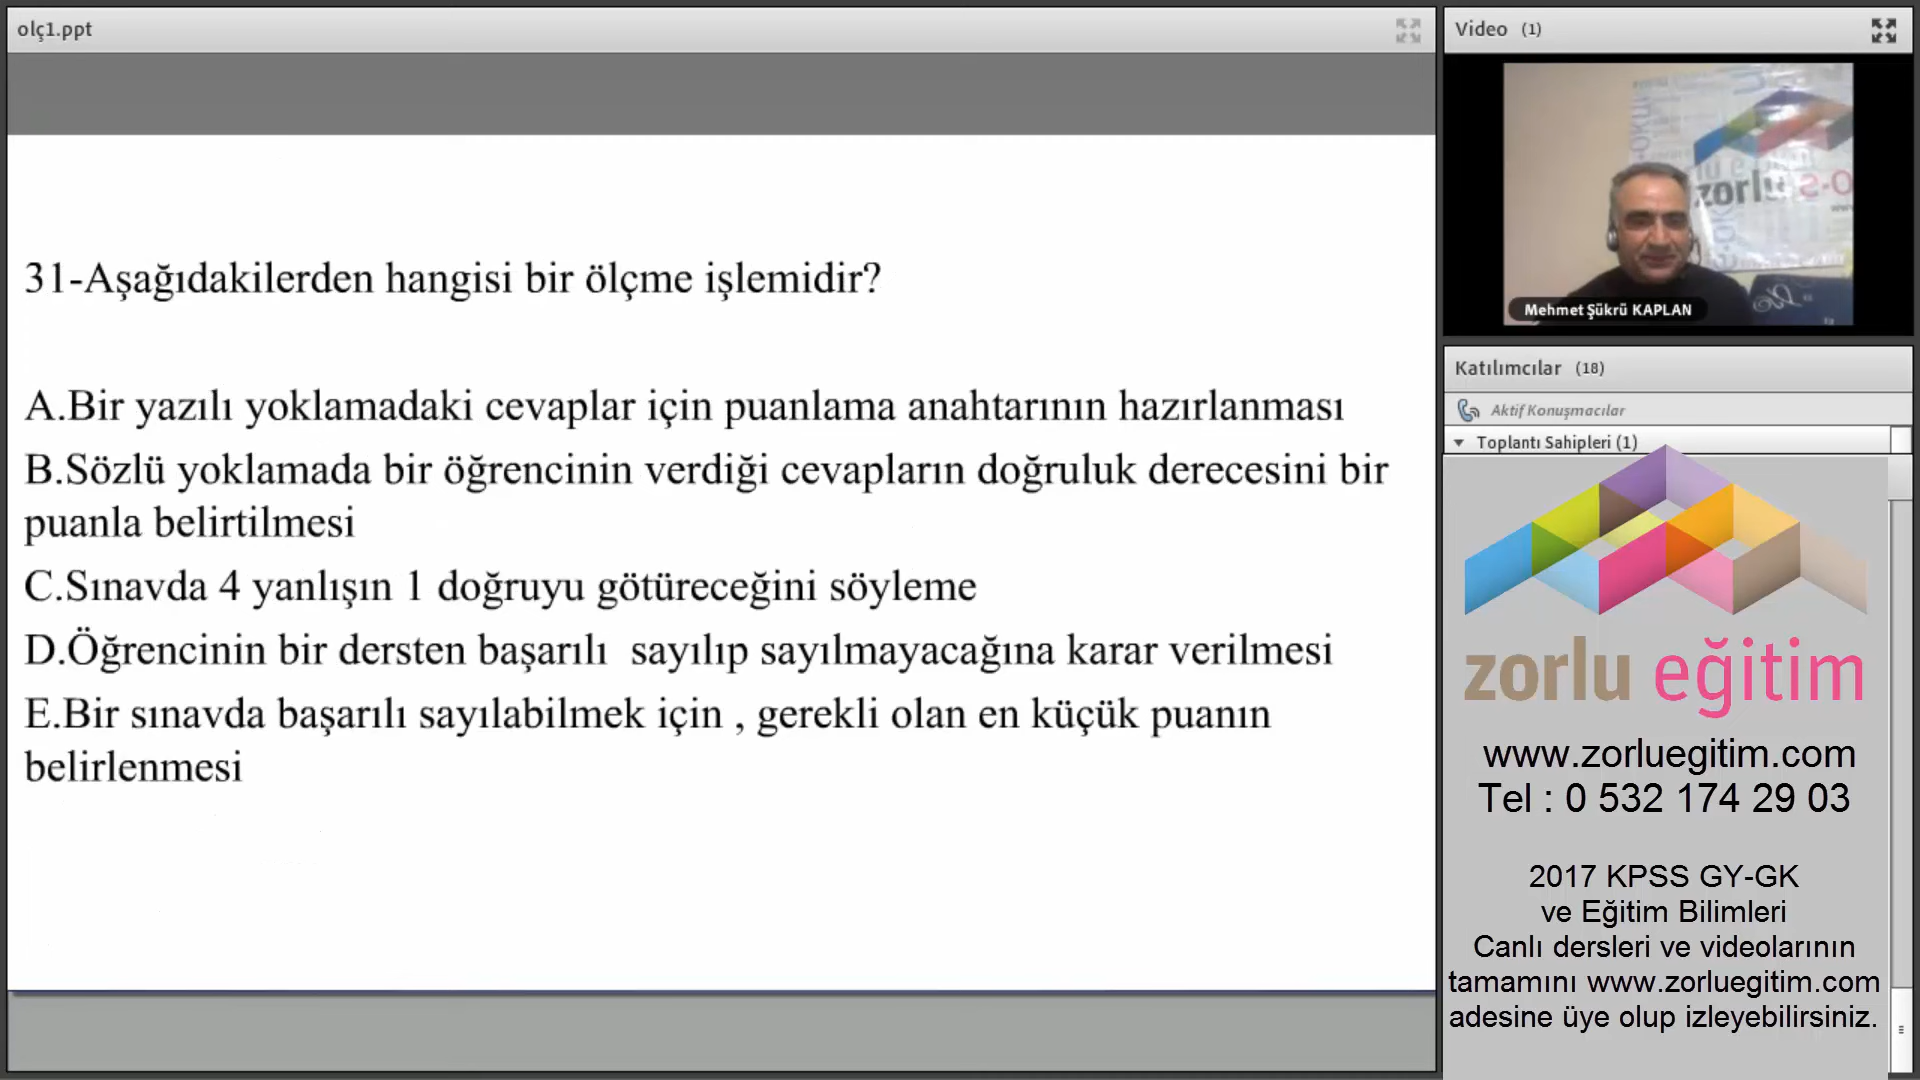 olç1.ppt
31-Aşağıdakilerden hangisi bir ölçme işlemidir?
A.Bir yazılı yoklamadaki cevaplar için puanlama anahtarının hazırlanması
B.Sözlü yoklamada bir öğrencinin verdiği cevapların doğruluk derecesini bir
puanla belirtilmesi
C.Sınavda 4 yanlışın 1 doğruyu götüreceğini söyleme
D.Öğrencinin bir dersten başarılı  sayılıp sayılmayacağına karar verilmesi
E.Bir sınavda başarılı sayılabilmek için , gerekli olan en küçük puanın
belirlenmesi
Video (1)
zorlu
Mehmet Şükrü KAPLAN
Katılımcılar (18)
Aktif Konuşmacılar
Toplantı Sahipleri (1)
zorlu eğitim
www.zorluegitim.com
Tel : 0 532 174 29 03
2017 KPSS GY-GK
ve Eğitim Bilimleri
Canlı dersleri ve videolarının
tamamını www.zorluegitim.com
adesine üye olup izleyebilirsiniz.